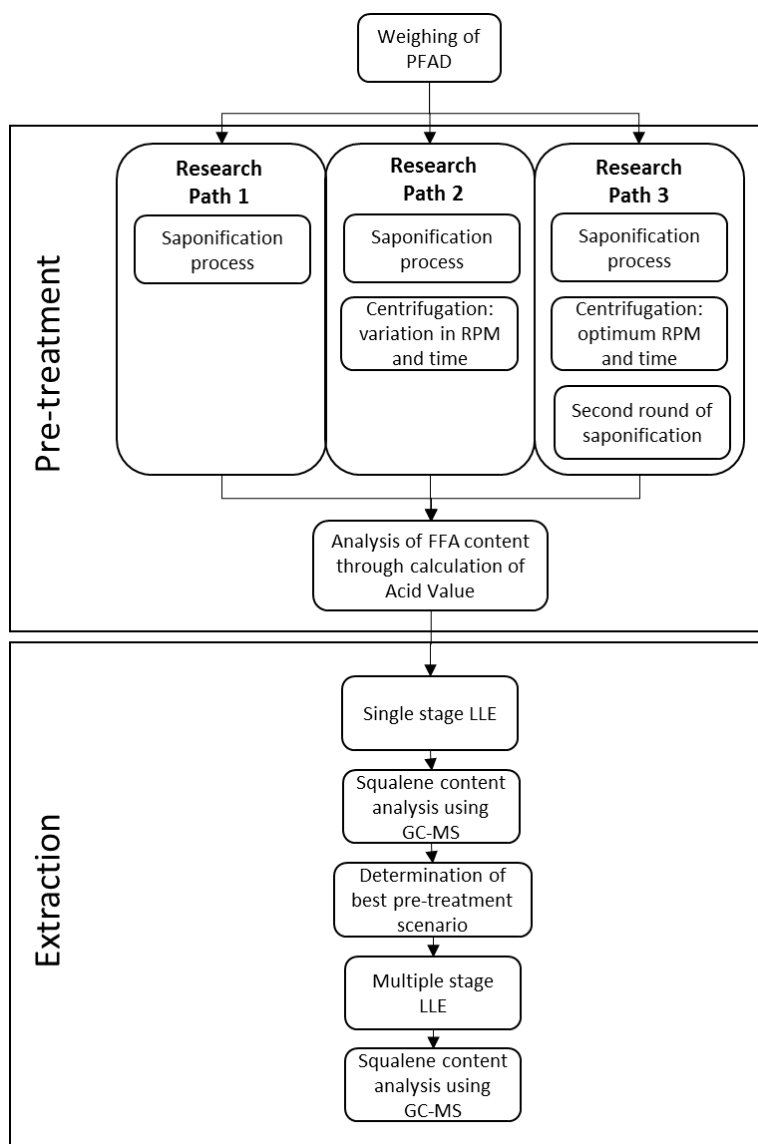 Weighing of
PFAD
Pre-treatment
Research
Path 1
Saponification
process
Research
Path 2
Saponification
process
Centrifugation:
variation in RPM
and time
Research
Path 3
Saponification
process
Centrifugation:
optimum RPM
and time
Second round of
saponification
Analysis of FFA content
through calculation of
Acid Value
Extraction
Single stage LLE
Squalene content
analysis using
GC-MS
Determination of
best pre-treatment
scenario
Multiple stage
LLE
Squalene content
analysis using
GC-MS